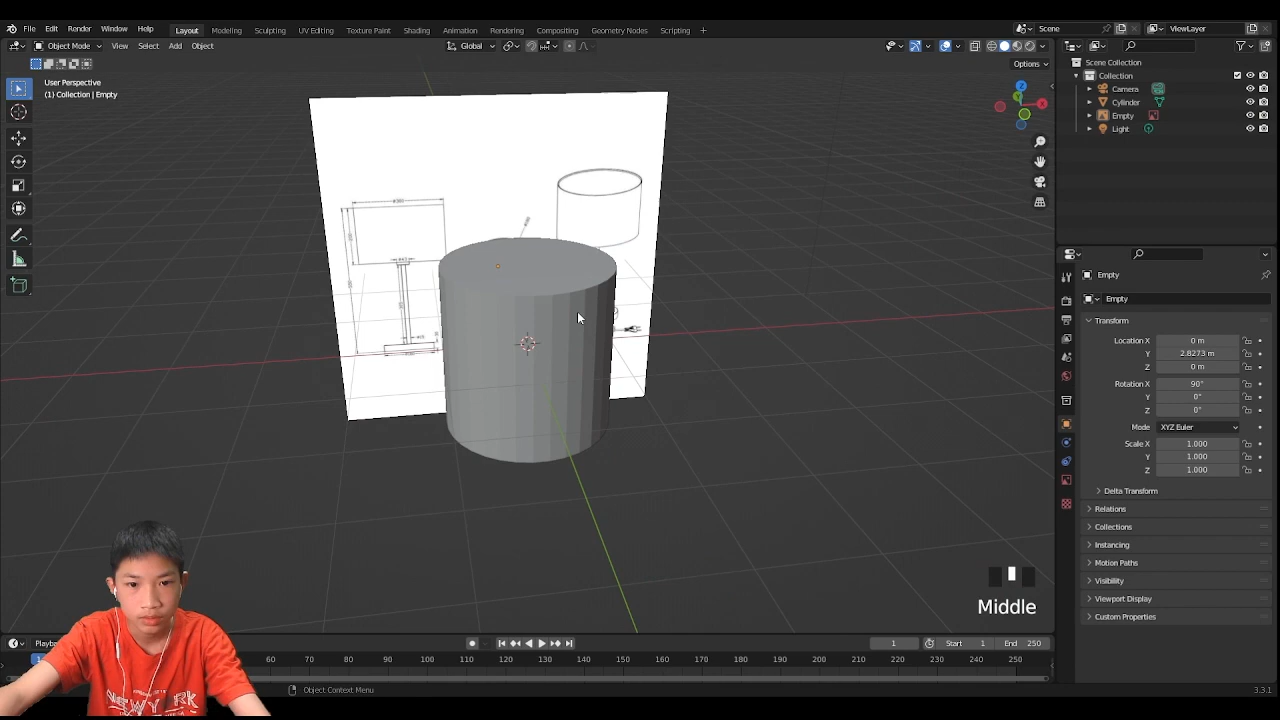 File Edit Render Window Help Layout Modeling Sculpting UV Editing Texture Paint Shading Animation Rendering Compositing Geometry Nodes Scripting + Scene ViewLayer
Object Mode View Select Add Object Global
Options
User Perspective
(1) Collection | Empty
Scene Collection
Collection
Camera
Cylinder
Empty
Light
X
Y
Z
Empty
Empty
Transform
Location X 0 m
Y 2.8273 m
Z 0 m
Rotation X 90°
Y 0°
Z 0°
Mode XYZ Euler
Scale X 1.000
Y 1.000
Z 1.000
Delta Transform
Relations
Collections
Instancing
Motion Paths
Visibility
Viewport Display
Custom Properties
Middle
Playba
1 Start 1 End 250
60 70 80 90 100 110 120 130 140 150 160 170 180 190 200 210 220 230 240 250
Object Context Menu
3.3.1
NEW YORK